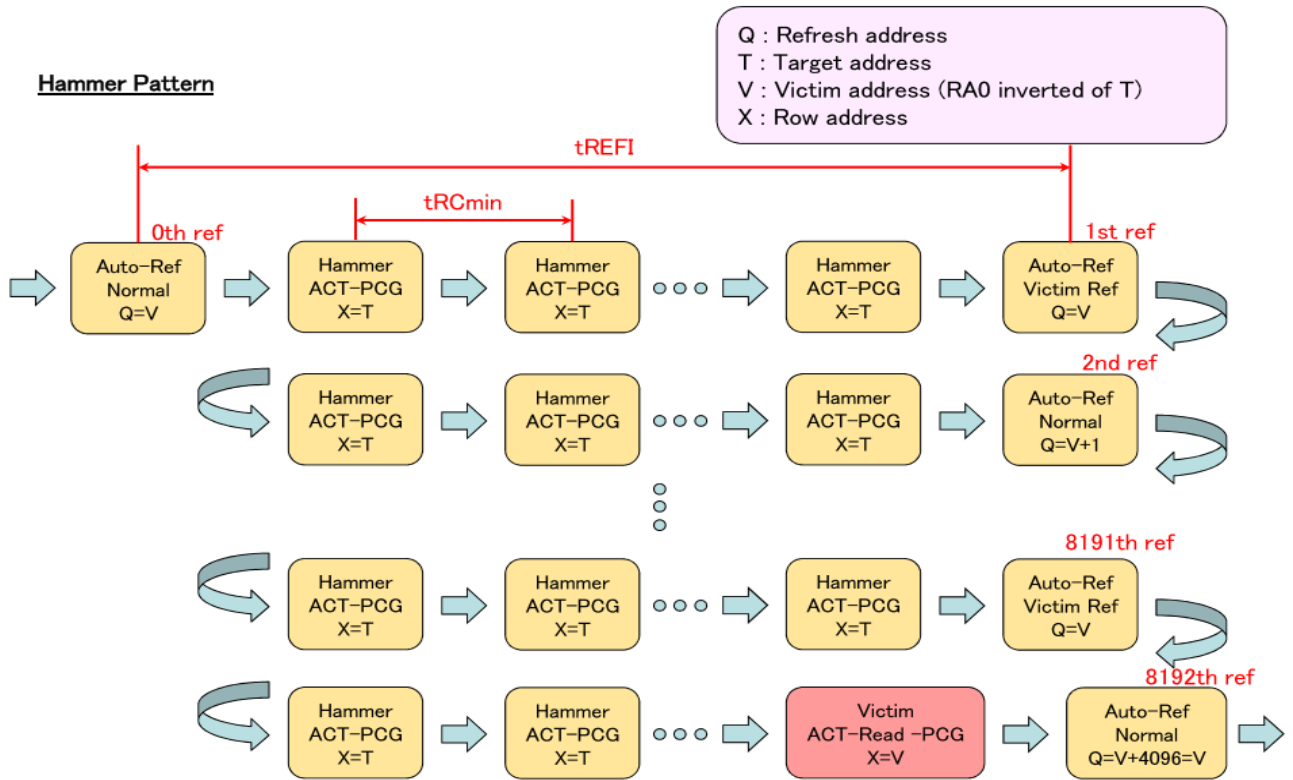 Q : Refresh address
T : Target address
V : Victim address (RA0 inverted of T)
X : Row address
Hammer Pattern
tREFI
tRCmin
0th ref
1st ref
Auto-Ref
Normal
Q=V
Hammer
ACT-PCG
X=T
Hammer
ACT-PCG
X=T
Hammer
ACT-PCG
X=T
Auto-Ref
Victim Ref
Q=V
2nd ref
Hammer
ACT-PCG
X=T
Hammer
ACT-PCG
X=T
Hammer
ACT-PCG
X=T
Auto-Ref
Normal
Q=V+1
8191th ref
Hammer
ACT-PCG
X=T
Hammer
ACT-PCG
X=T
Hammer
ACT-PCG
X=T
Auto-Ref
Victim Ref
Q=V
8192th ref
Hammer
ACT-PCG
X=T
Hammer
ACT-PCG
X=T
Victim
ACT-Read -PCG
X=V
Auto-Ref
Normal
Q=V+4096=V